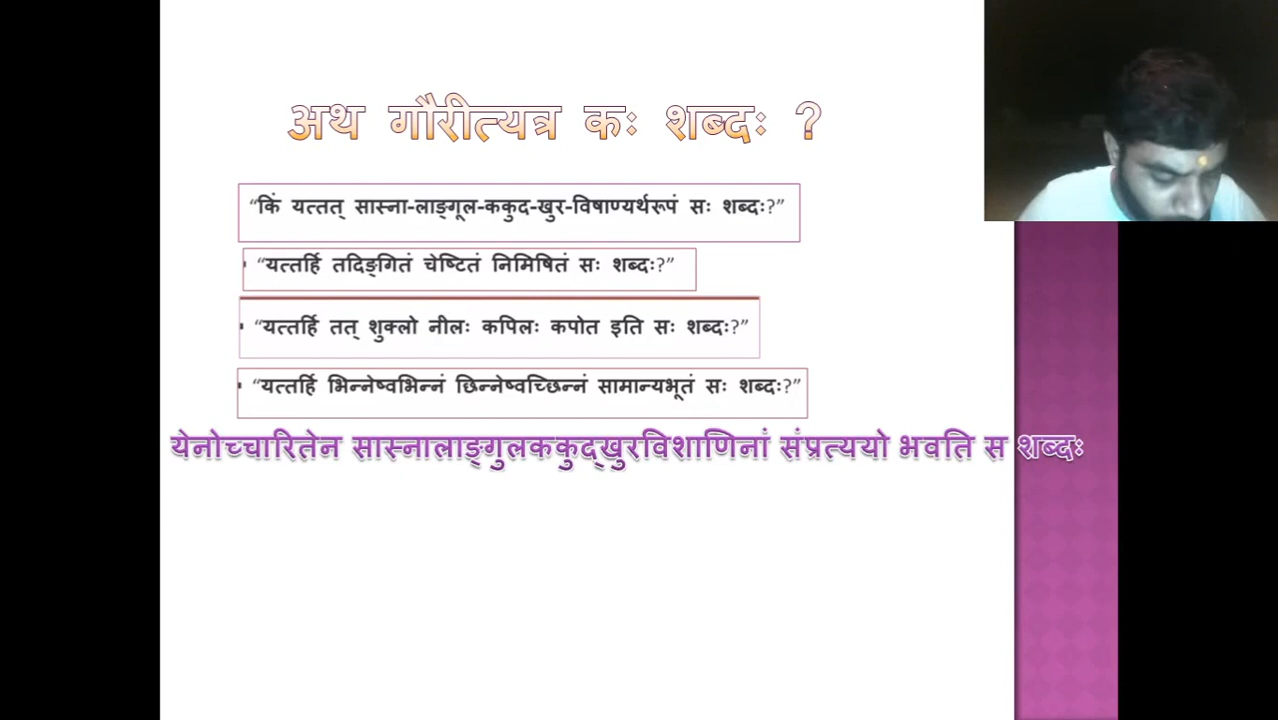 अथ गौरीत्यत्र कः शब्दः ?
“किं यत्तत् सास्ना-लाङ्गूल-ककुद-खुर-विषाण्यर्थरूपं सः शब्दः?”
“यत्तर्हि तदिङ्गितं चेष्टितं निमिषितं सः शब्दः?”
“यत्तर्हि तत् शुक्लो नीलः कपिलः कपोत इति सः शब्दः?”
“यत्तर्हि भिन्नेष्वभिन्नं छिन्नेष्वच्छिन्नं सामान्यभूतं सः शब्दः?”
येनोच्चारितेन सास्नालाङ्गुलककुद्खुरविशाणिनां संप्रत्ययो भवति स शब्दः